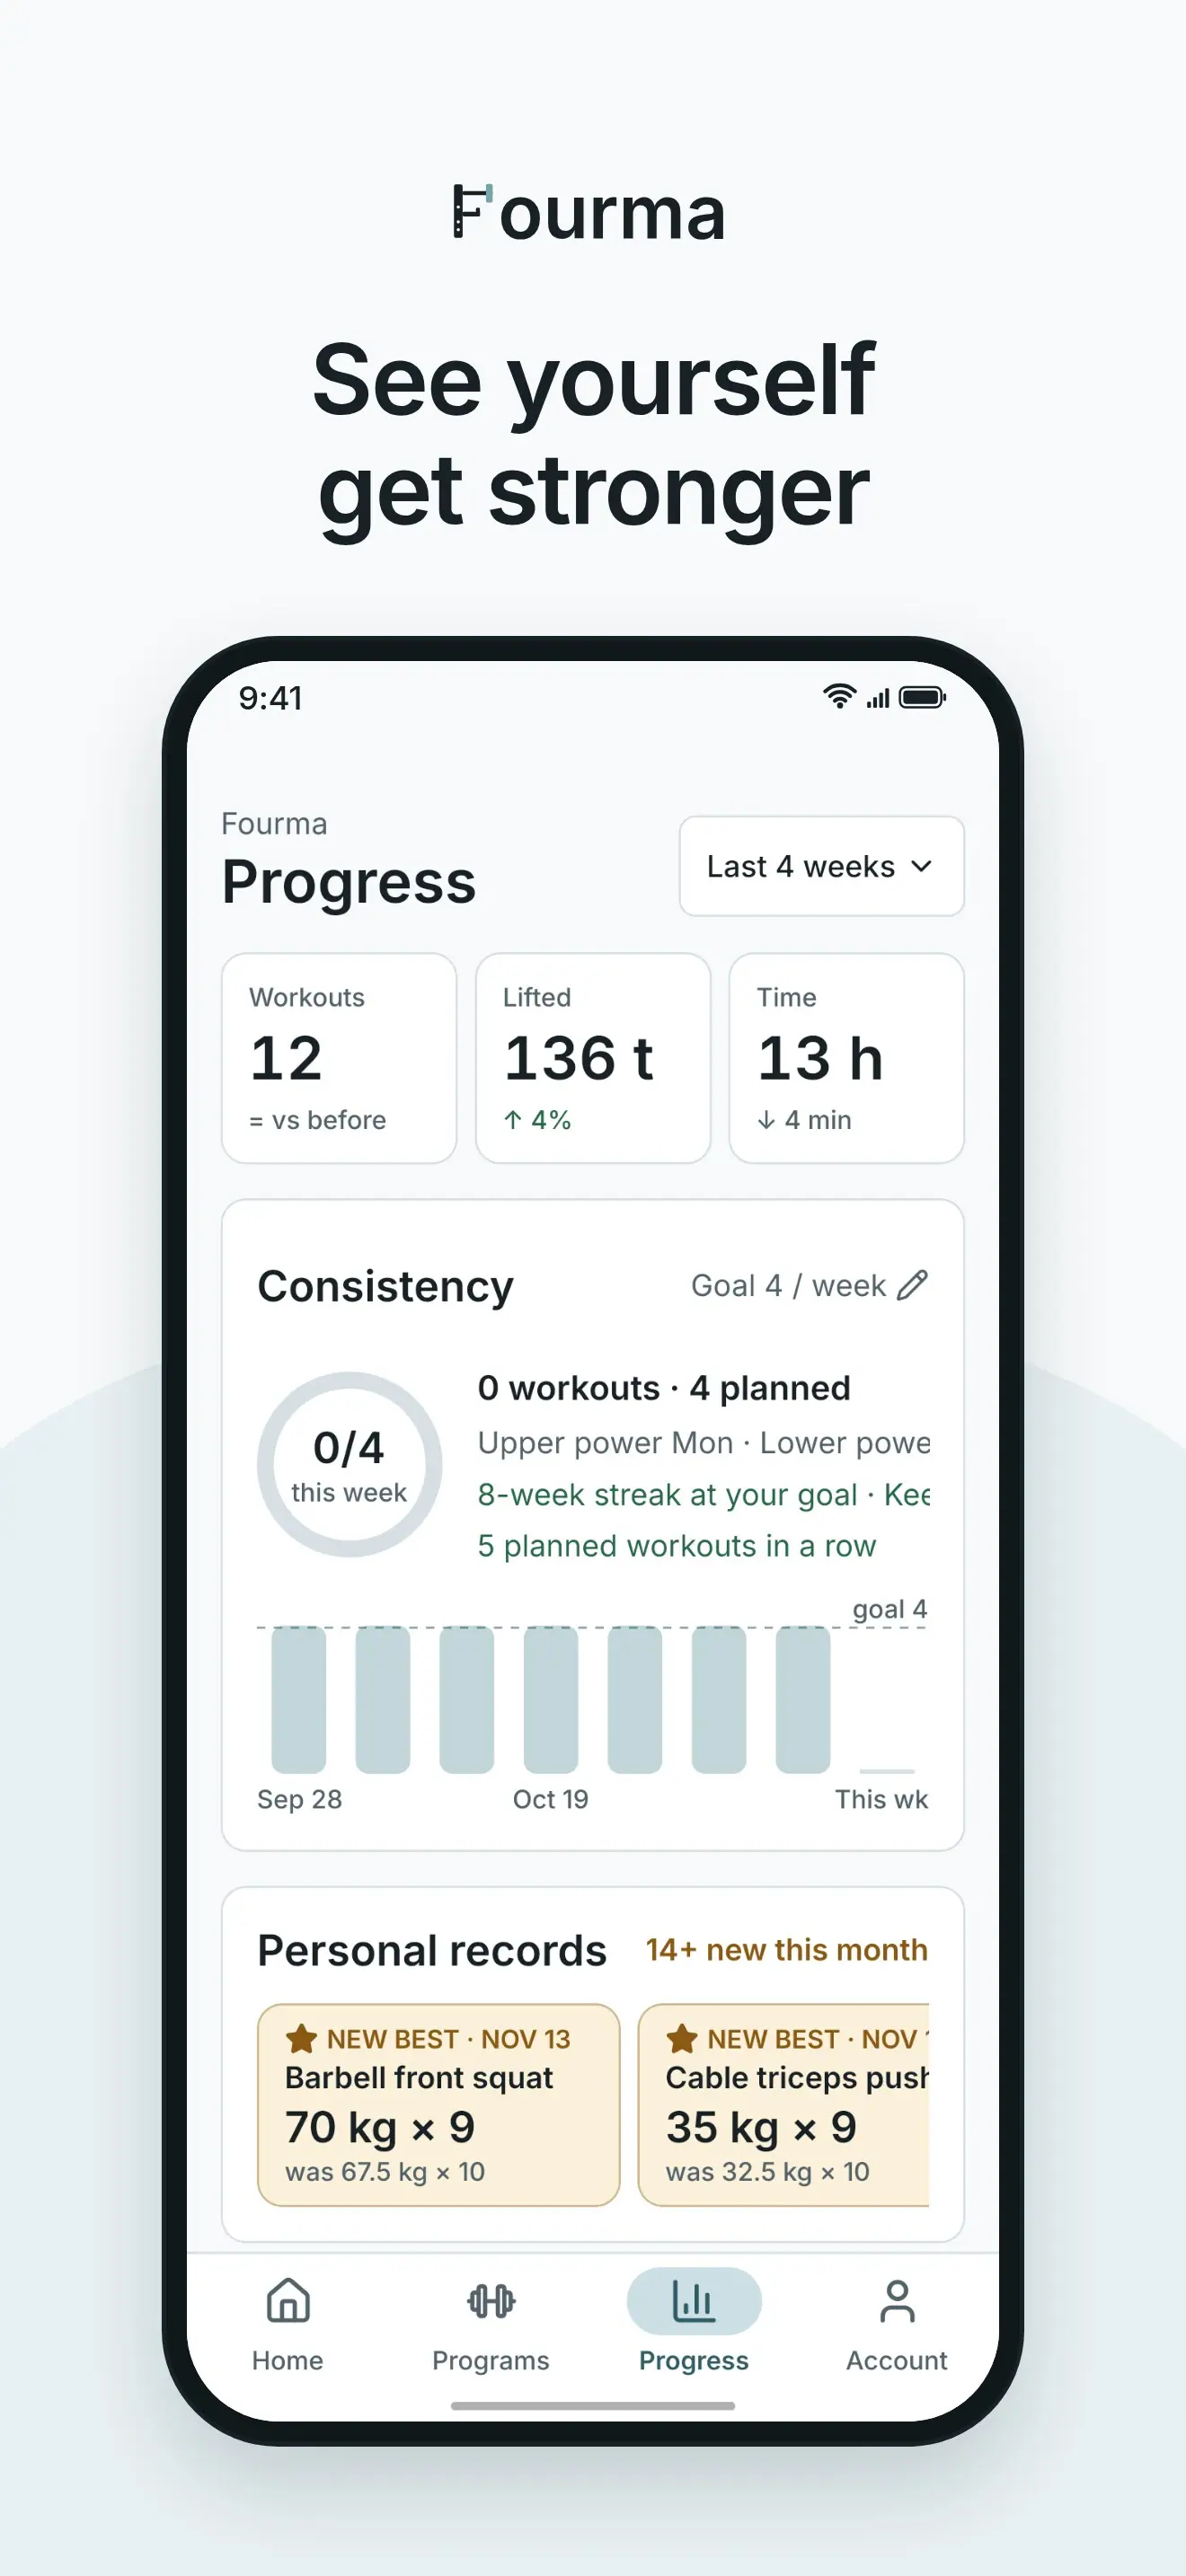 Fourma
See yourself
get stronger
9:41
Fourma
Progress
Last 4 weeks
Workouts
12
= vs before
Lifted
136 t
↑ 4%
Time
13 h
↓ 4 min
Consistency
Goal 4 / week
0/4
this week
0 workouts · 4 planned
Upper power Mon · Lower powe
8-week streak at your goal · Kee
5 planned workouts in a row
goal 4
Sep 28
Oct 19
This wk
Personal records
14+ new this month
NEW BEST · NOV 13
Barbell front squat
70 kg × 9
was 67.5 kg × 10
NEW BEST · NOV
Cable triceps push
35 kg × 9
was 32.5 kg × 10
Home
Programs
Progress
Account